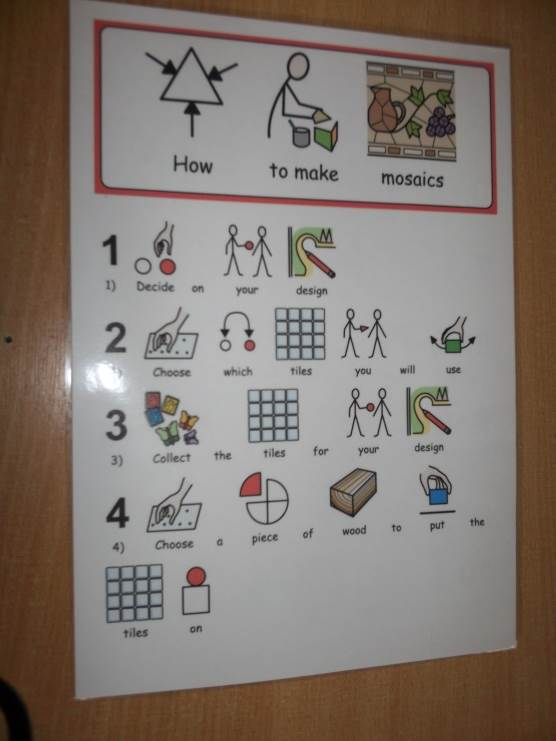 How to make mosaics
1
1) Decide on your design
2
Choose which tiles you will use
3
3) Collect the tiles for your design
4
4) Choose a piece of wood to put the
tiles on